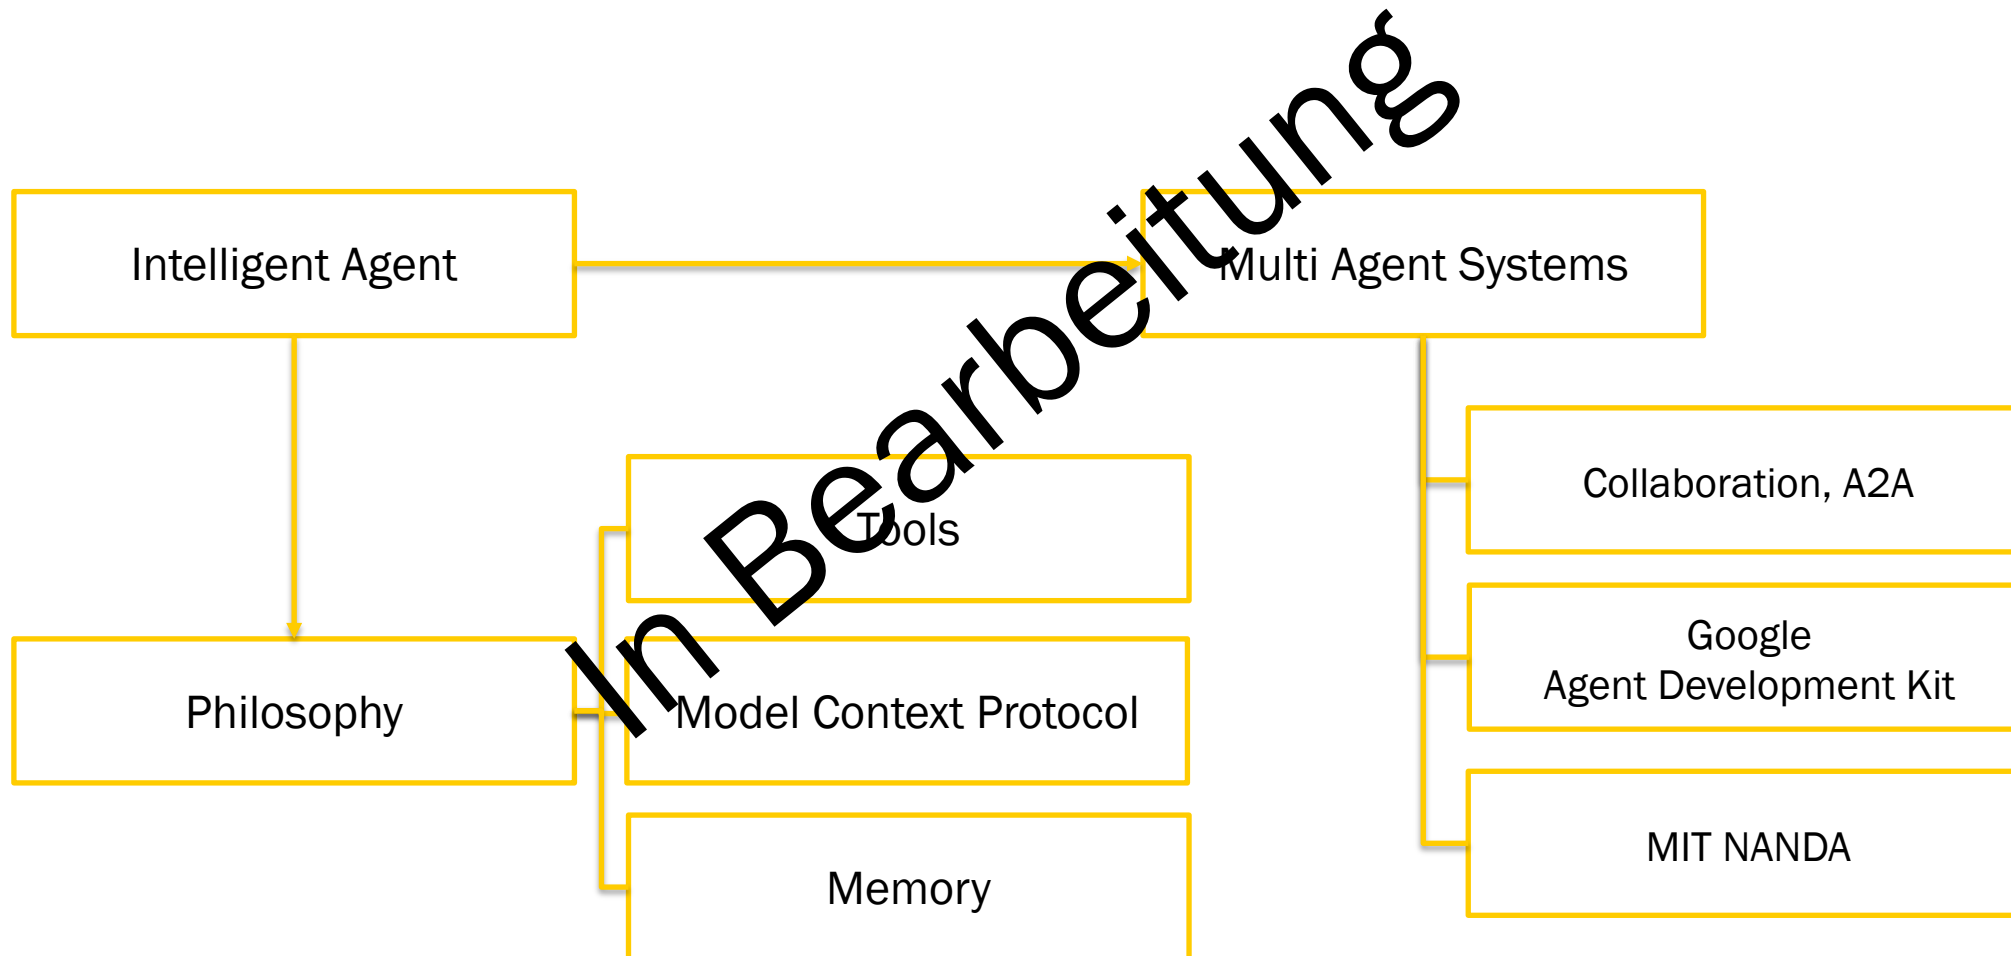 In Bearbeitung
Intelligent Agent
Multi Agent Systems
Philosophy
Tools
Model Context Protocol
Memory
Collaboration, A2A
Google
Agent Development Kit
MIT NANDA